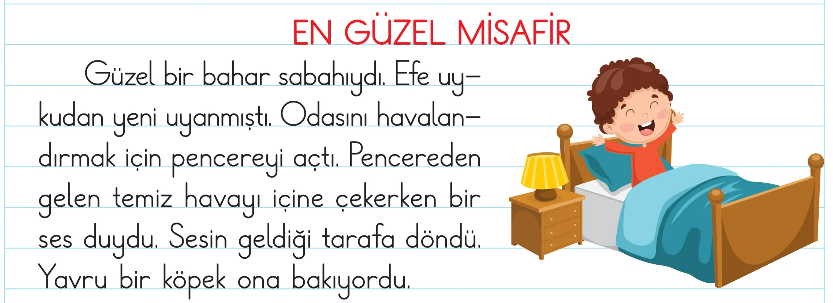 EN GÜZEL MİSAFİR
Güzel bir bahar sabahıydı. Efe uy-
kudan yeni uyanmıştı. Odasını havalan-
dırmak için pencereyi açtı. Pencereden
gelen temiz havayı içine çekerken bir
ses duydu. Sesin geldiği tarafa döndü.
Yavru bir köpek ona bakıyordu.